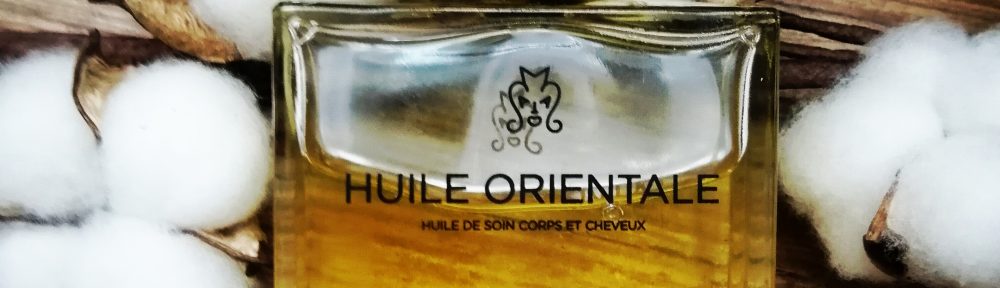 HUILE ORIENTALE
HUILE DE SOIN CORPS ET CHEVEUX